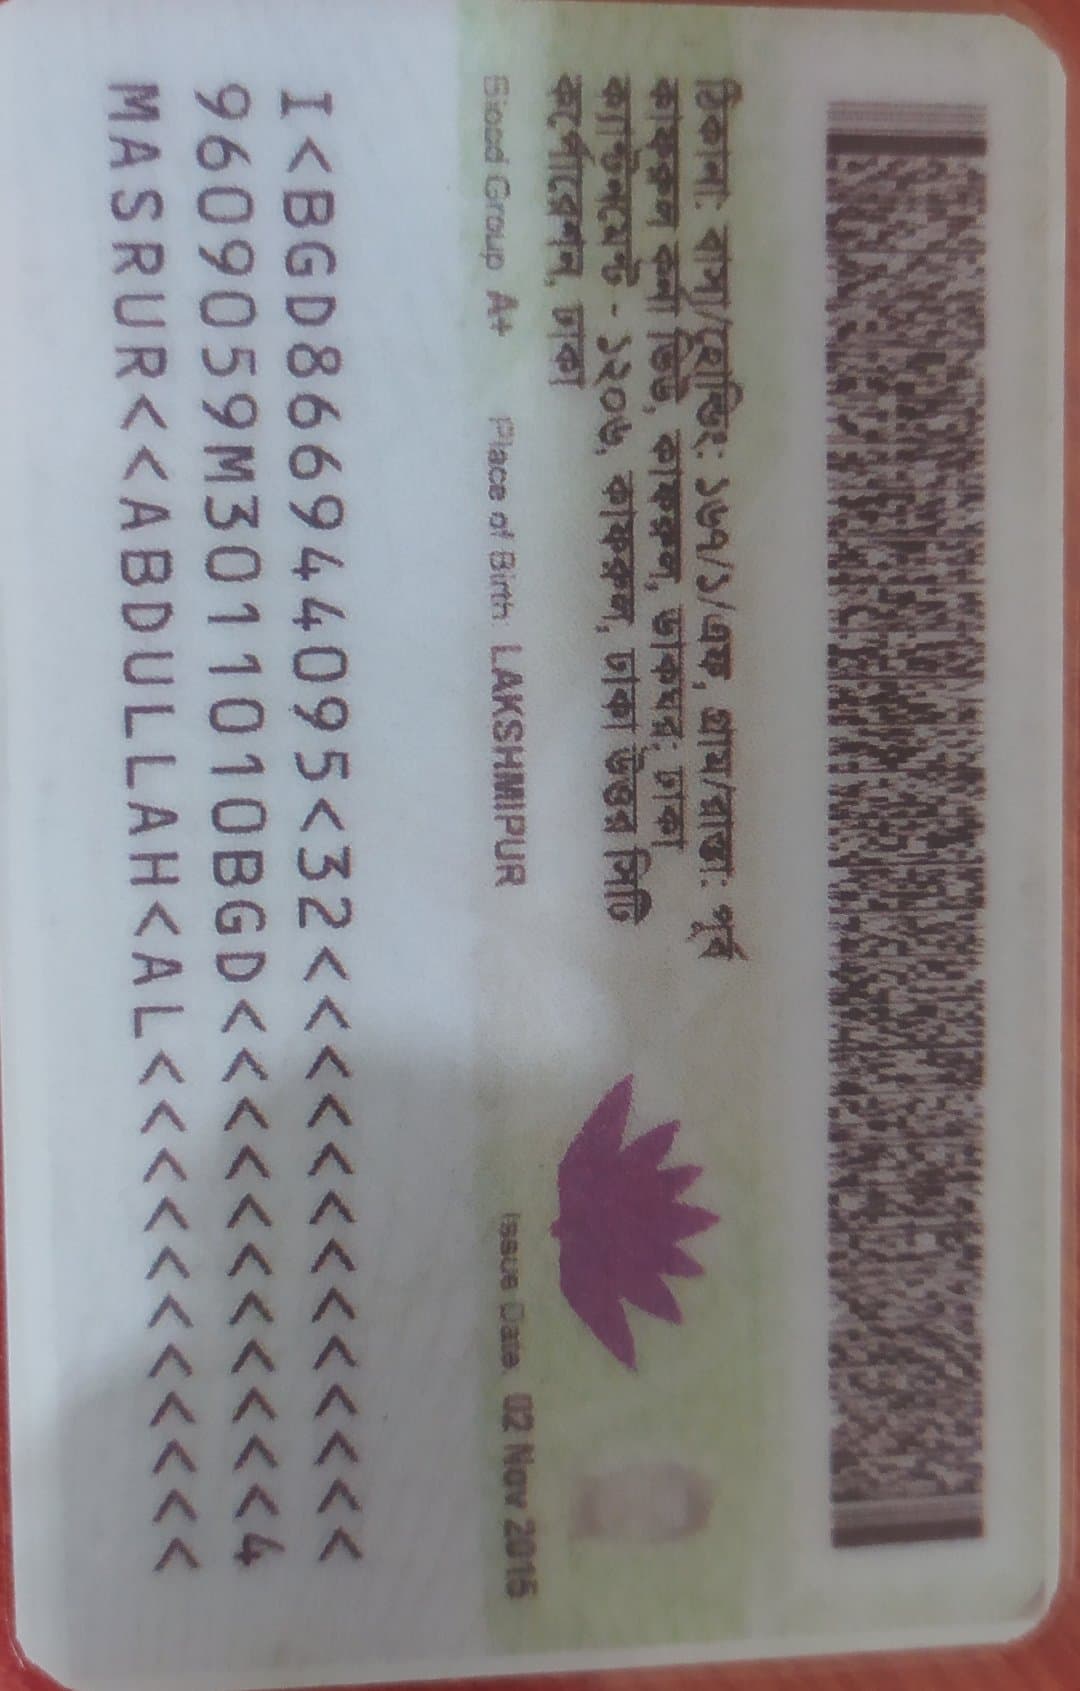 ঠিকানা: বাসা/হোল্ডিং: ১৬৭/১/এফ, গ্রাম/রাস্তা: পূর্ব
কাফরুল কর্না ভিউ, কাফরুল, ডাকঘর: ঢাকা
ক্যান্টনমেন্ট - ১২০৬, কাফরুল, ঢাকা উত্তর সিটি
কর্পোরেশন, ঢাকা
Blood Group A+ Place of Birth: LAKSHMIPUR Issue Date: 02 Nov 2015
I<BGD866944095<32<<<<<<<<<<<<<
9609059M3011010BGD<<<<<<<<<<<4
MASRUR<<ABDULLAH<AL<<<<<<<<<<<